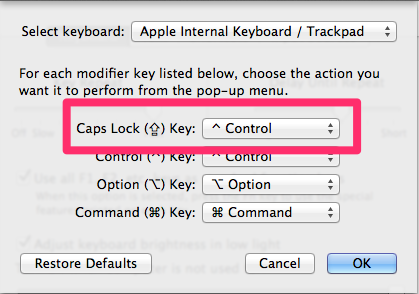 Select keyboard: Apple Internal Keyboard / Trackpad
For each modifier key listed below, choose the action you
want it to perform from the pop-up menu.
Caps Lock (⇪) Key: ^ Control
Control (^) Key: ^ Control
Option (⌥) Key: ⌥ Option
Command (⌘) Key: ⌘ Command
Restore Defaults Cancel OK